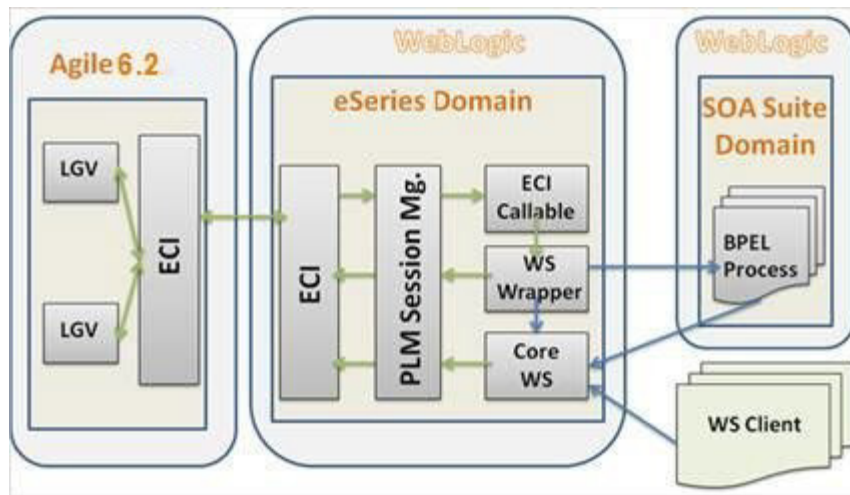 Agile 6.2
LGV
LGV
ECI
WebLogic
eSeries Domain
ECI
PLM Session Mg.
ECI
Callable
WS
Wrapper
Core
WS
WebLogic
SOA Suite
Domain
BPEL
Process
WS Client